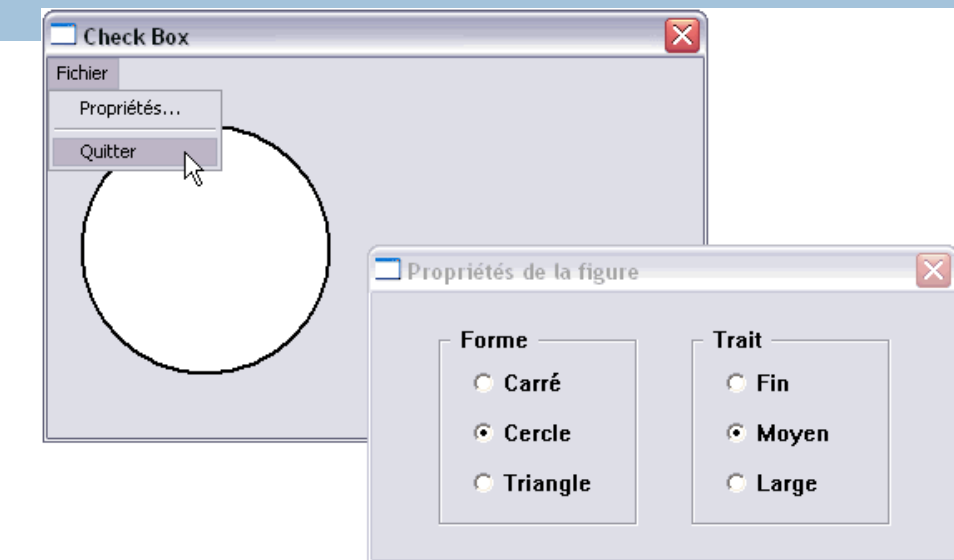 Check Box
Fichier
Propriétés...
Quitter
Propriétés de la figure
Forme
Carré
Cercle
Triangle
Trait
Fin
Moyen
Large